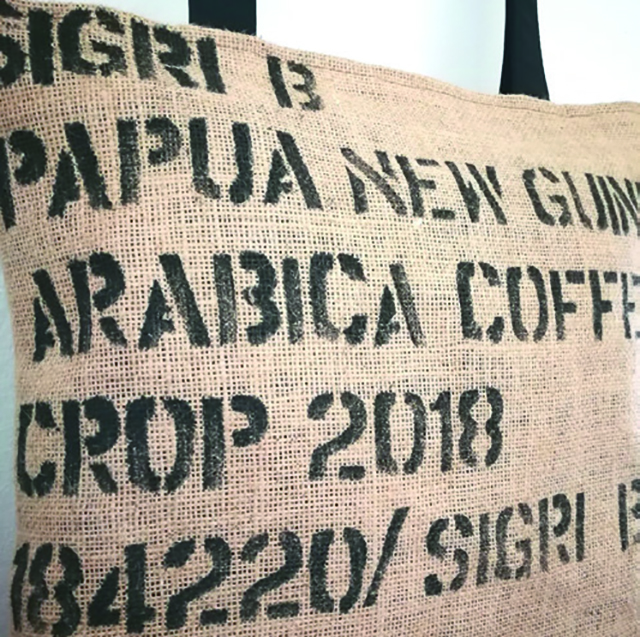 SIGRI B
PAPUA NEW GUIN
ARABICA COFFE
CROP 2018
184220/ SIGRI B